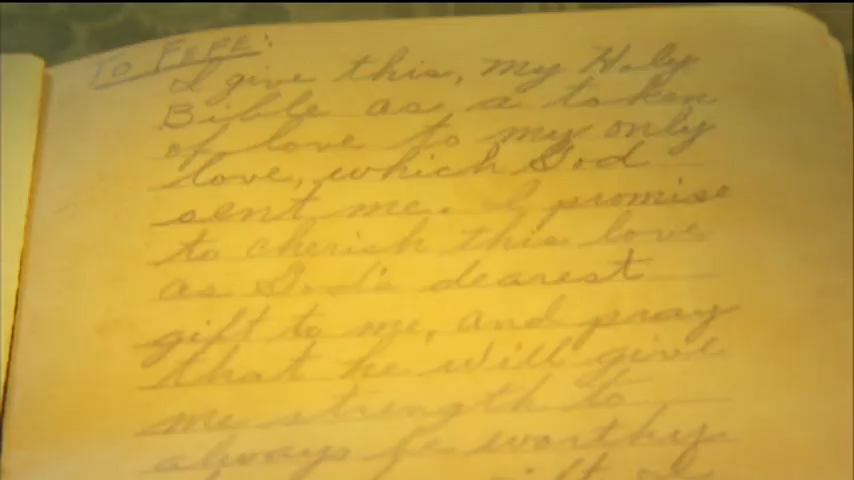 To FEFE:
I give this, my Holy
Bible as a token
of love to my only
love, which God
sent me. I promise
to cherish this love
as God's dearest
gift to me, and pray
that he will give
me strength to
always be worthy